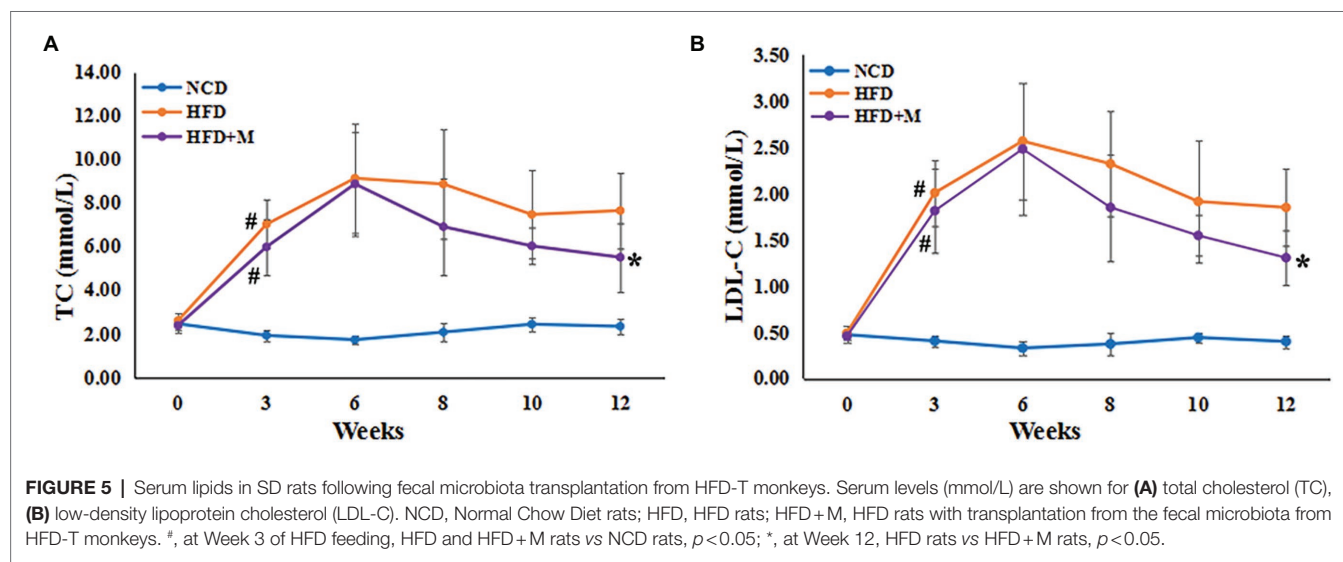 A
TC (mmol/L)
14.00
12.00
10.00
8.00
6.00
4.00
2.00
0.00
NCD
HFD
HFD+M
#
#
*
0 3 6 8 10 12
Weeks
B
LDL-C (mmol/L)
3.50
3.00
2.50
2.00
1.50
1.00
0.50
0.00
NCD
HFD
HFD+M
#
#
*
0 3 6 8 10 12
Weeks
FIGURE 5 | Serum lipids in SD rats following fecal microbiota transplantation from HFD-T monkeys. Serum levels (mmol/L) are shown for (A) total cholesterol (TC),
(B) low-density lipoprotein cholesterol (LDL-C). NCD, Normal Chow Diet rats; HFD, HFD rats; HFD+M, HFD rats with transplantation from the fecal microbiota from
HFD-T monkeys. #, at Week 3 of HFD feeding, HFD and HFD+M rats vs NCD rats, p<0.05; *, at Week 12, HFD rats vs HFD+M rats, p<0.05.